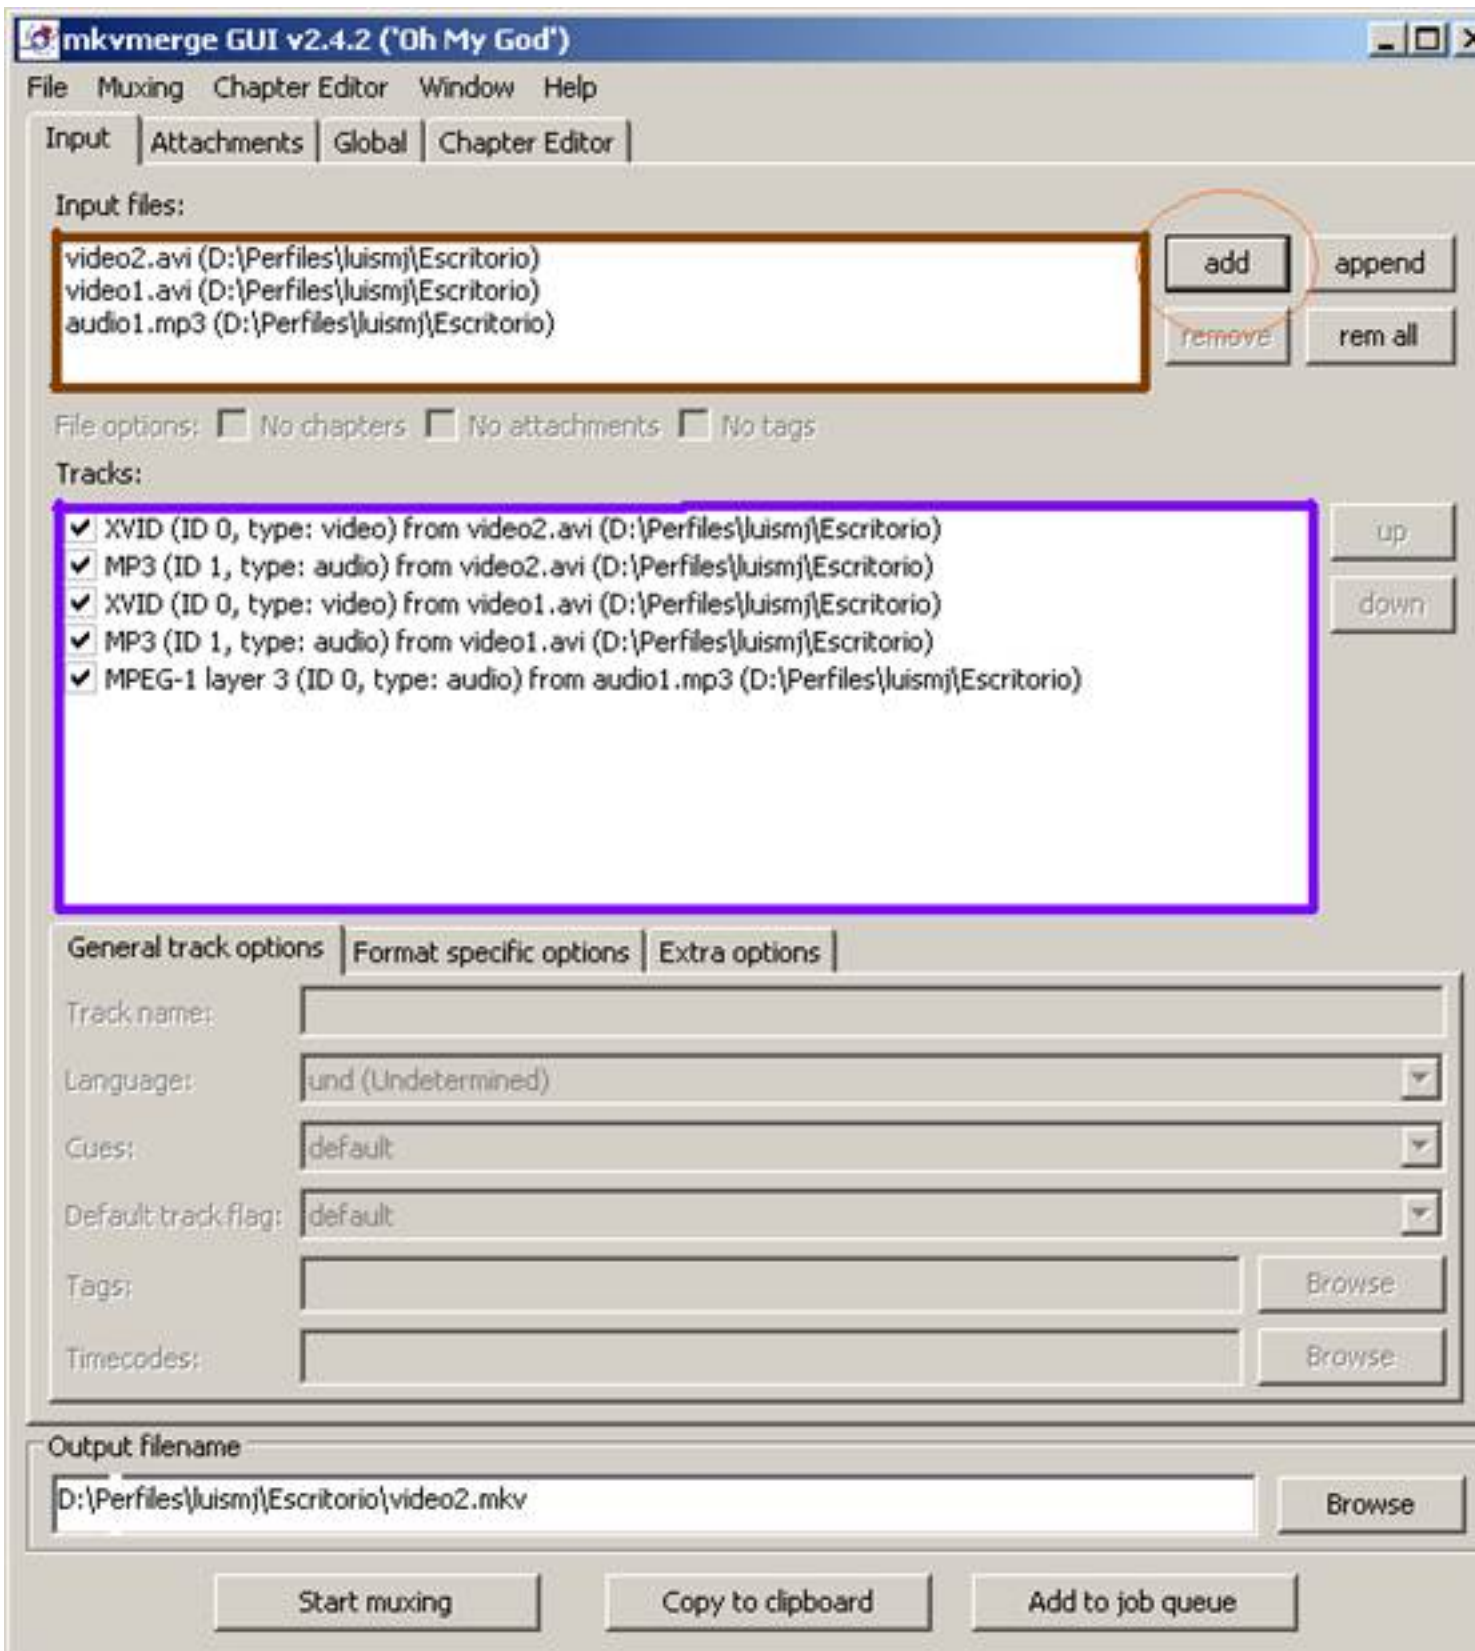 mkvmerge GUI v2.4.2 ('Oh My God')
File Muxing Chapter Editor Window Help
Input Attachments Global Chapter Editor
Input files:
video2.avi (D:\Perfiles\luismj\Escritorio)
video1.avi (D:\Perfiles\luismj\Escritorio)
audio1.mp3 (D:\Perfiles\luismj\Escritorio)
add append
remove rem all
File options: No chapters No attachments No tags
Tracks:
XVID (ID 0, type: video) from video2.avi (D:\Perfiles\luismj\Escritorio)
MP3 (ID 1, type: audio) from video2.avi (D:\Perfiles\luismj\Escritorio)
XVID (ID 0, type: video) from video1.avi (D:\Perfiles\luismj\Escritorio)
MP3 (ID 1, type: audio) from video1.avi (D:\Perfiles\luismj\Escritorio)
MPEG-1 layer 3 (ID 0, type: audio) from audio1.mp3 (D:\Perfiles\luismj\Escritorio)
up
down
General track options Format specific options Extra options
Track name:
Language: und (Undetermined)
Cues: default
Default track flag: default
Tags: Browse
Timecodes: Browse
Output filename
D:\Perfiles\luismj\Escritorio\video2.mkv Browse
Start muxing Copy to clipboard Add to job queue